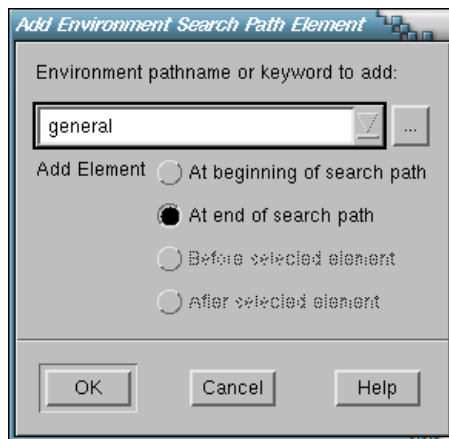 Add Environment Search Path Element
Environment pathname or keyword to add:
general
...
Add Element
At beginning of search path
At end of search path
Before selected element
After selected element
OK
Cancel
Help